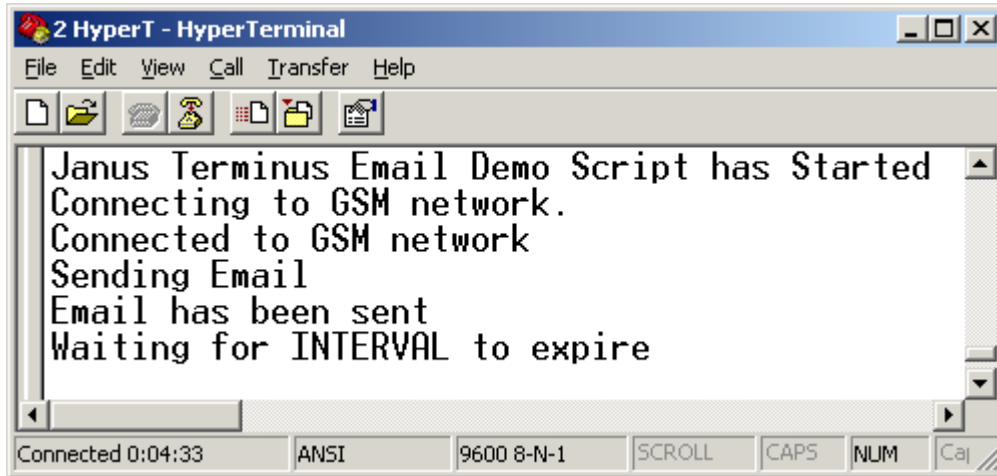 2 HyperT - HyperTerminal
File Edit View Call Transfer Help
Janus Terminus Email Demo Script has Started
Connecting to GSM network.
Connected to GSM network
Sending Email
Email has been sent
Waiting for INTERVAL to expire
Connected 0:04:33 ANSI 9600 8-N-1 SCROLL CAPS NUM Ca